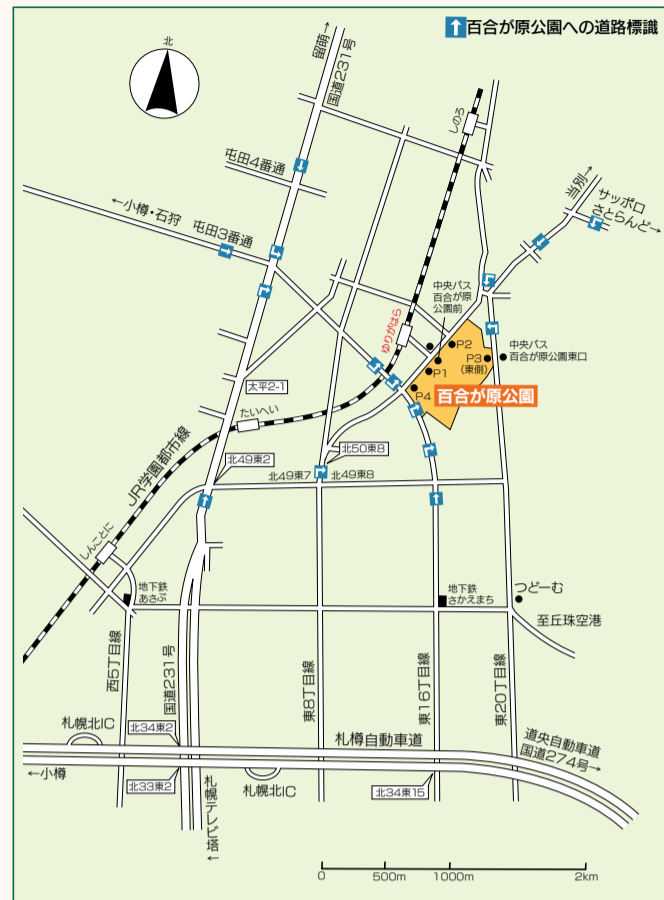 百合が原公園への道路標識
北
留萌→
国道231号
しのろ
屯田4番通
当別→
サッポロ
さとらんど→
←小樽・石狩 屯田3番通
中央バス
百合が原
公園前
ゆりがはら
P2
中央バス
百合が原公園東口
P3
(東側)
P1
P4
百合が原公園
太平2-1
たいへい
JR学園都市線
北50東8
北49東2
北49東7
北49東8
しんことに
地下鉄
あさぶ
地下鉄
さかえまち
つどーむ
至丘珠空港
西5丁目線
国道231号
東8丁目線
東16丁目線
東20丁目線
札幌北IC
北34東2
札樽自動車道
道央自動車道
国道274号→
←小樽
北33東2
札幌テレビ塔←
札幌北IC
北34東15
0
500m
1000m
2km